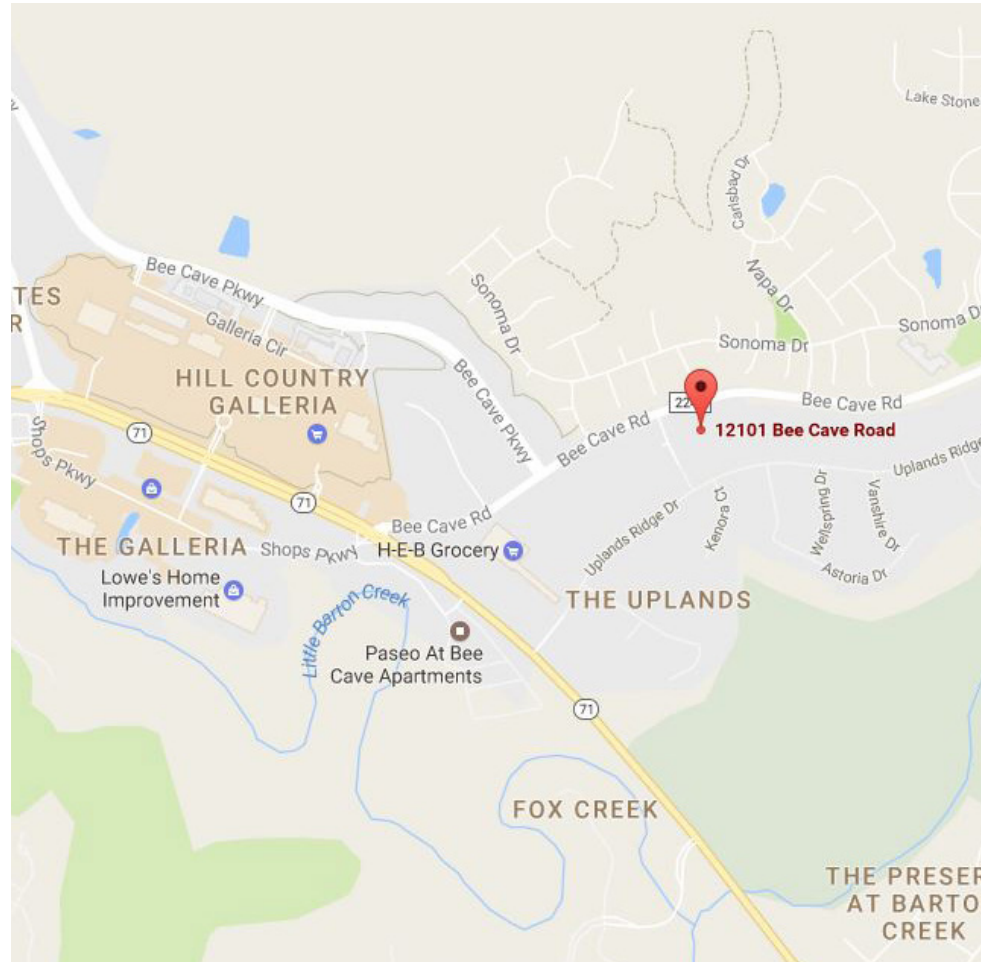 Lake Stone
Carlsbad Dr
Bee Cave Pkwy
Napa Dr
TES
R
Galleria Cir
Sonoma Dr
Sonoma Dr
Sonoma Dr
HILL COUNTRY
GALLERIA
Bee Cave Pkwy
Bee Cave Rd
71
Bee Cave Rd
12101 Bee Cave Road
Shops Pkwy
Uplands Ridge
71
Bee Cave Rd
Uplands Ridge Dr
Kenora Ct
Wellspring Dr
Vanshire Dr
THE GALLERIA
Shops Pkwy
H-E-B Grocery
Astoria Dr
Lowe's Home
Improvement
Little Barton Creek
THE UPLANDS
Paseo At Bee
Cave Apartments
71
FOX CREEK
THE PRESER
AT BARTO
CREEK